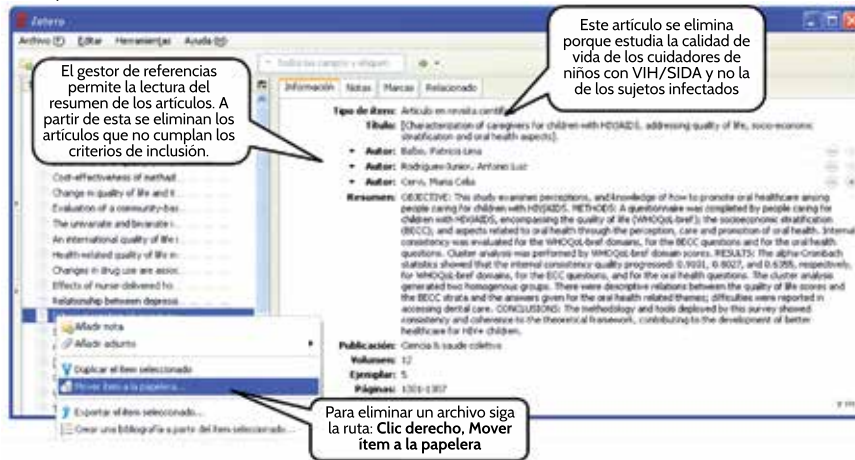 Zotero
Archivo (F) Editar Herramientas Ayuda (H)
El gestor de referencias
permite la lectura del
resumen de los artículos. A
partir de esta se eliminan los
artículos que no cumplan los
criterios de inclusión.
Este artículo se elimina
porque estudia la calidad de
vida de los cuidadores de
niños con VIH/SIDA y no la
de los sujetos infectados
Información Notas Marcas Relacionado
Tipo de ítem: Artículo en revista científica
Título: [Characterization of caregivers for children with HIV/AIDS, addressing quality of life, socio-economic
stratification and oral health aspects].
Autor: Patricia Lima
Autor: Rodrigues-Junior, Antonio Luiz
Autor: Cervi, Maria Celia
Resumen: OBJECTIVE: This study examines perceptions, and knowledge of how to promote oral healthcare among
people caring for children with HIV/AIDS. METHODS: A questionnaire was completed by people caring for
children with HIV/AIDS, encompassing the quality of life (WHOQoL-bref); the socioeconomic stratification
(BECC), and aspects related to oral health through the perception, care and promotion of oral health. Internal
consistency was evaluated for the WHOQoL-bref domains, for the BECC questions and for the oral health
questions. Cluster analysis was performed by WHOQoL-bref domain scores. RESULTS: The alpha-Cronbach
statistics showed that the internal consistency quality progressed: and respectively,
for WHOQoL-bref domains, for the ECC questions, and for the oral health questions. The cluster analysis
generated two homogenous groups. There were descriptive relations between the quality of life scores and
the BECC strata and the answers given for the oral health related themes; difficulties were reported in
accessing dental care. CONCLUSIONS: The methodology and tools deployed by this survey showed
consistency and coherence to the theoretical framework, contributing to the development of better
healthcare for HIV+ children.
Publicación: Ciencia & saude coletiva
Volumen: 12
Ejemplar: 5
Páginas: 1301-1307
Cost-effectiveness of
Change in quality of life and
Evaluation of a community-bas
The univariate and bivariate
An international quality of life
Health-related quality of life
Changes in drug use are assoc
Effects of nurse-delivered ho
Relationship between depressi
Añadir nota
Añadir adjunto
Duplicar el ítem seleccionado
Mover ítem a la papelera...
Exportar el ítem seleccionado...
Crear una bibliografía a partir del ítem seleccionado
Para eliminar un archivo siga
la ruta: Clic derecho, Mover
ítem a la papelera